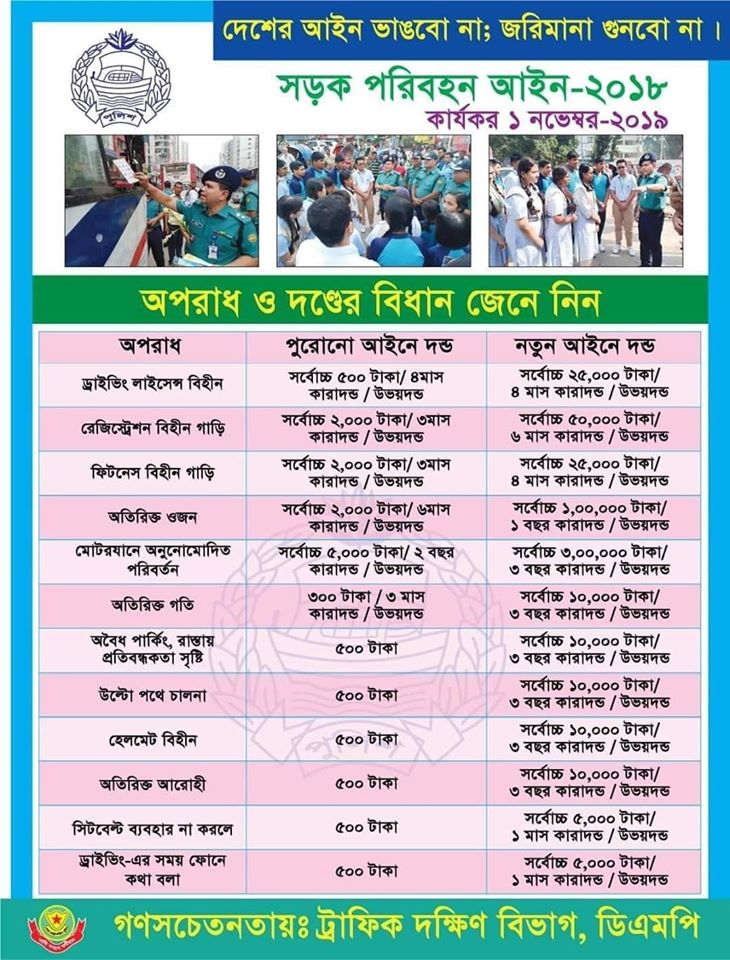 দেশের আইন ভাঙবো না; জরিমানা গুনবো না ।
পুলিশ
সড়ক পরিবহন আইন-২০১৮
কার্যকর ১ নভেম্বর-২০১৯
অপরাধ ও দণ্ডের বিধান জেনে নিন
অপরাধ পুরোনো আইনে দন্ড নতুন আইনে দন্ড
ড্রাইভিং লাইসেন্স বিহীন
সর্বোচ্চ ৫০০ টাকা/ ৪মাস
কারাদন্ড / উভয়দন্ড
সর্বোচ্চ ২৫,০০০ টাকা/
৪ মাস কারাদন্ড / উভয়দন্ড
রেজিস্ট্রেশন বিহীন গাড়ি
সর্বোচ্চ ২,০০০ টাকা/ ৩মাস
কারাদন্ড / উভয়দন্ড
সর্বোচ্চ ৫০,০০০ টাকা/
৬ মাস কারাদন্ড / উভয়দন্ড
ফিটনেস বিহীন গাড়ি
সর্বোচ্চ ২,০০০ টাকা/ ৩মাস
কারাদন্ড / উভয়দন্ড
সর্বোচ্চ ২৫,০০০ টাকা/
৪ মাস কারাদন্ড / উভয়দন্ড
অতিরিক্ত ওজন
সর্বোচ্চ ২,০০০ টাকা/ ৬মাস
কারাদন্ড / উভয়দন্ড
সর্বোচ্চ ১,০০,০০০ টাকা/
১ বছর কারাদন্ড / উভয়দন্ড
মোটরযানে অনুনোমোদিত
পরিবর্তন
সর্বোচ্চ ৫,০০০ টাকা/ ২ বছর
কারাদন্ড / উভয়দন্ড
সর্বোচ্চ ৩,০০,০০০ টাকা/
৩ বছর কারাদন্ড / উভয়দন্ড
অতিরিক্ত গতি
৩০০ টাকা / ৩ মাস
কারাদন্ড / উভয়দন্ড
সর্বোচ্চ ১০,০০০ টাকা/
৩ বছর কারাদন্ড / উভয়দন্ড
অবৈধ পার্কিং, রাস্তায়
প্রতিবন্ধকতা সৃষ্টি
৫০০ টাকা
সর্বোচ্চ ১০,০০০ টাকা/
৩ বছর কারাদন্ড / উভয়দন্ড
উল্টো পথে চালনা
৫০০ টাকা
সর্বোচ্চ ১০,০০০ টাকা/
৩ বছর কারাদন্ড / উভয়দন্ড
হেলমেট বিহীন
৫০০ টাকা
সর্বোচ্চ ১০,০০০ টাকা/
৩ বছর কারাদন্ড / উভয়দন্ড
অতিরিক্ত আরোহী
৫০০ টাকা
সর্বোচ্চ ১০,০০০ টাকা/
৩ বছর কারাদন্ড / উভয়দন্ড
সিটবেল্ট ব্যবহার না করলে
৫০০ টাকা
সর্বোচ্চ ৫,০০০ টাকা/
১ মাস কারাদন্ড / উভয়দন্ড
ড্রাইভিং-এর সময় ফোনে
কথা বলা
৫০০ টাকা
সর্বোচ্চ ৫,০০০ টাকা/
১ মাস কারাদন্ড / উভয়দন্ড
পুলিশ
গণসচেতনতায়ঃ ট্রাফিক দক্ষিণ বিভাগ, ডিএমপি